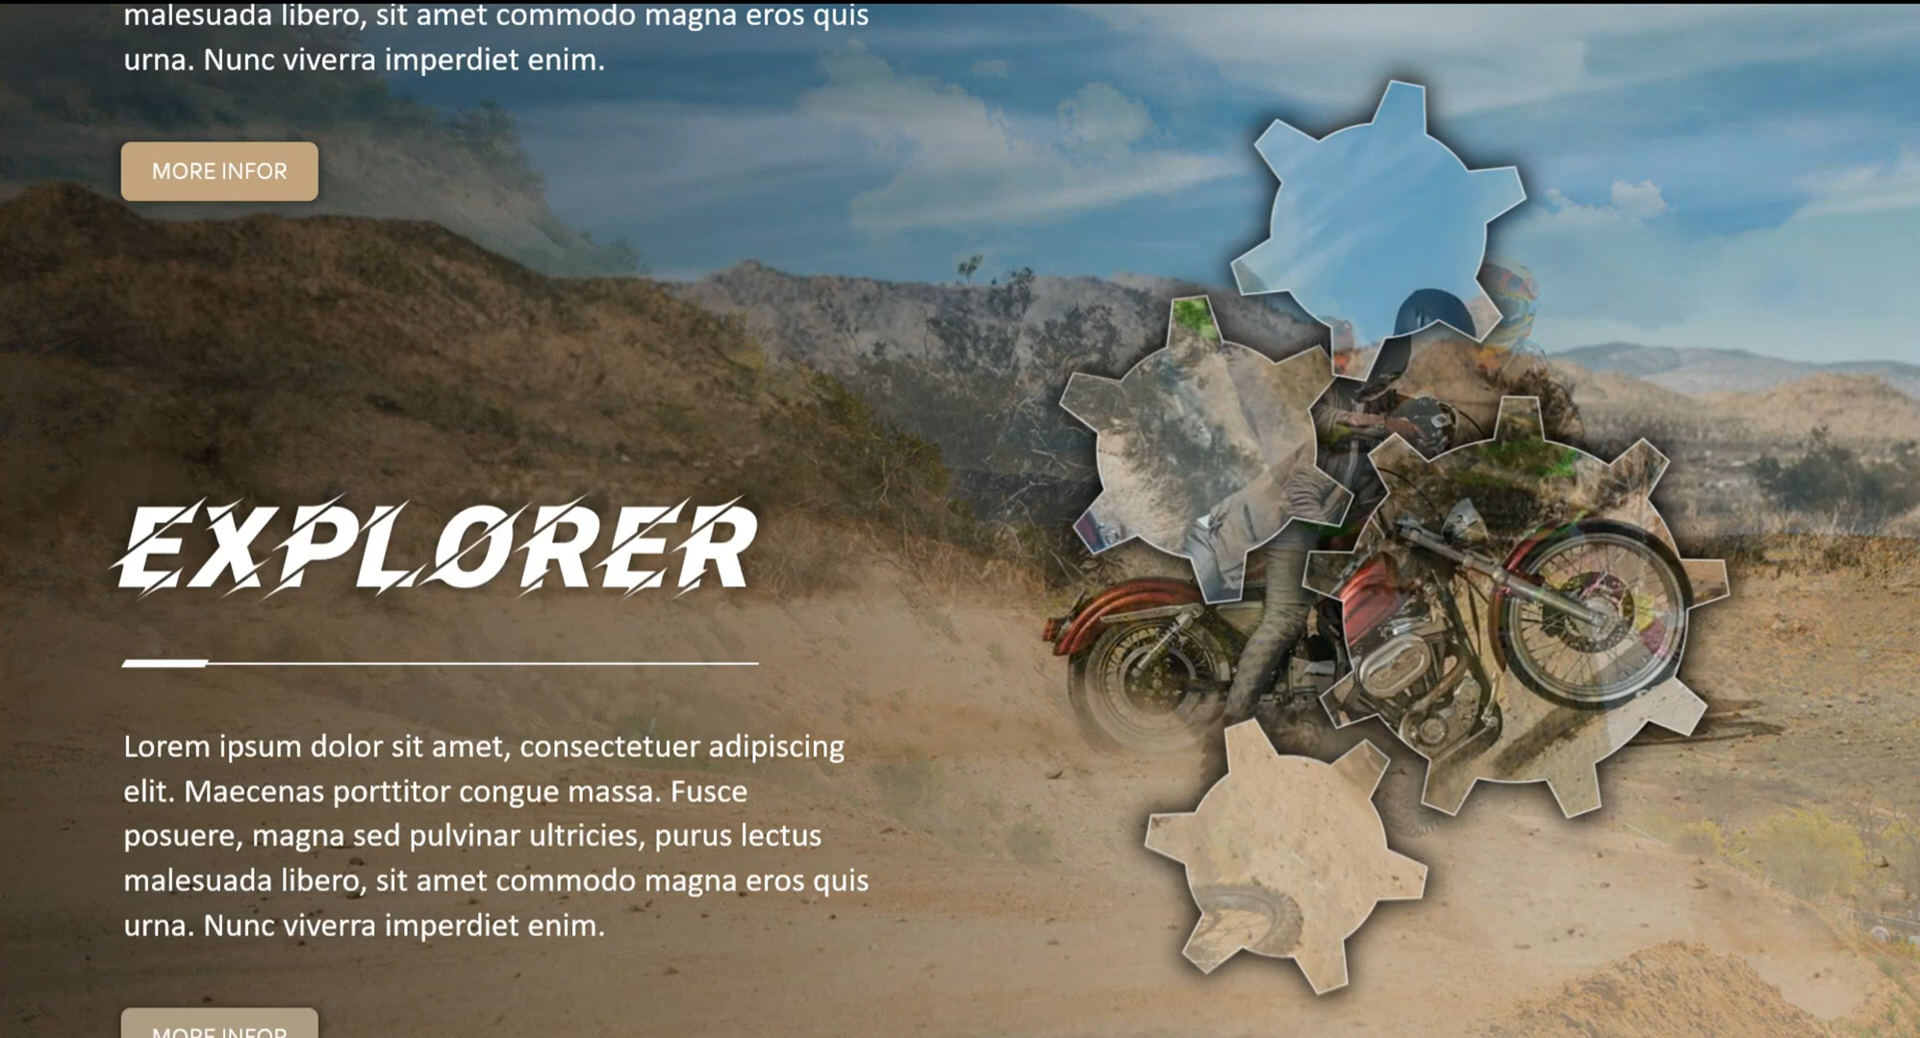 malesuada libero, sit amet commodo magna eros quis
urna. Nunc viverra imperdiet enim.
MORE INFOR
EXPLORER
Lorem ipsum dolor sit amet, consectetuer adipiscing
elit. Maecenas porttitor congue massa. Fusce
posuere, magna sed pulvinar ultricies, purus lectus
malesuada libero, sit amet commodo magna eros quis
urna. Nunc viverra imperdiet enim.
MORE INFOR